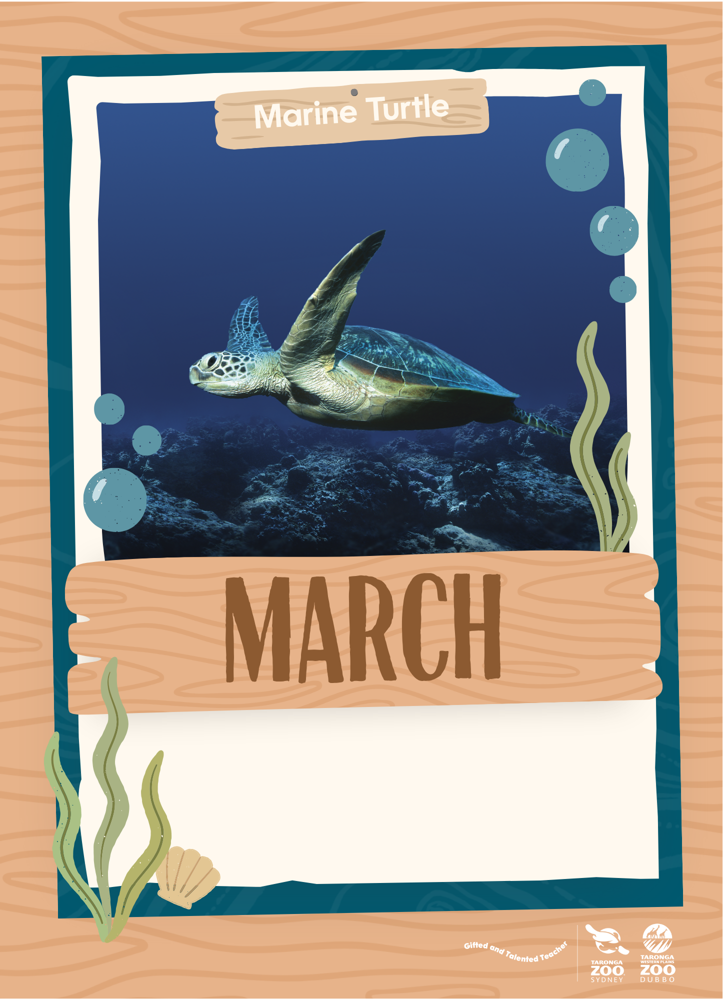 Marine Turtle
MARCH
Gifted and Talented Teacher
TARONGA
ZOO
SYDNEY
TARONGA
WESTERN PLAINS
ZOO
DUBBO